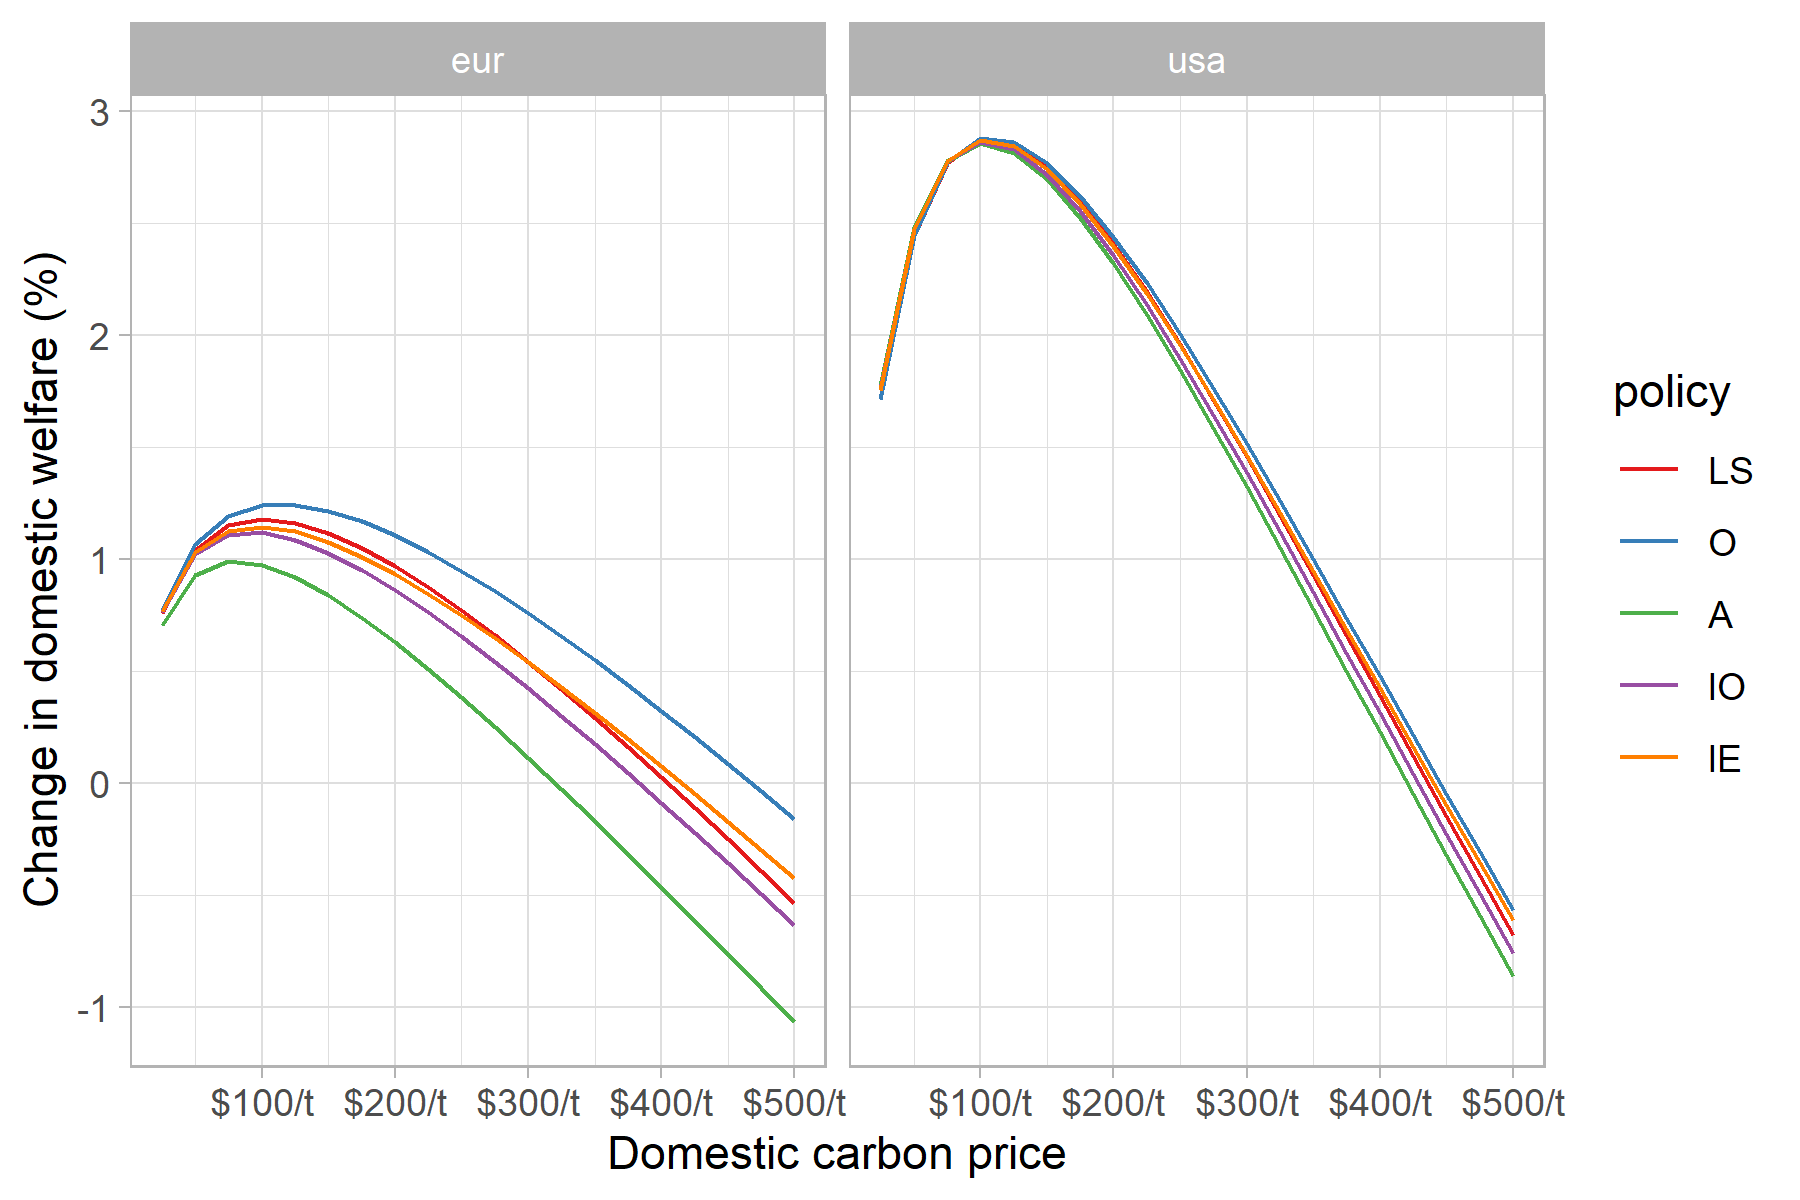 eur
usa
Change in domestic welfare (%)
3
2
1
0
-1
$100/t $200/t $300/t $400/t $500/t
$100/t $200/t $300/t $400/t $500/t
Domestic carbon price
policy
LS
O
A
IO
IE